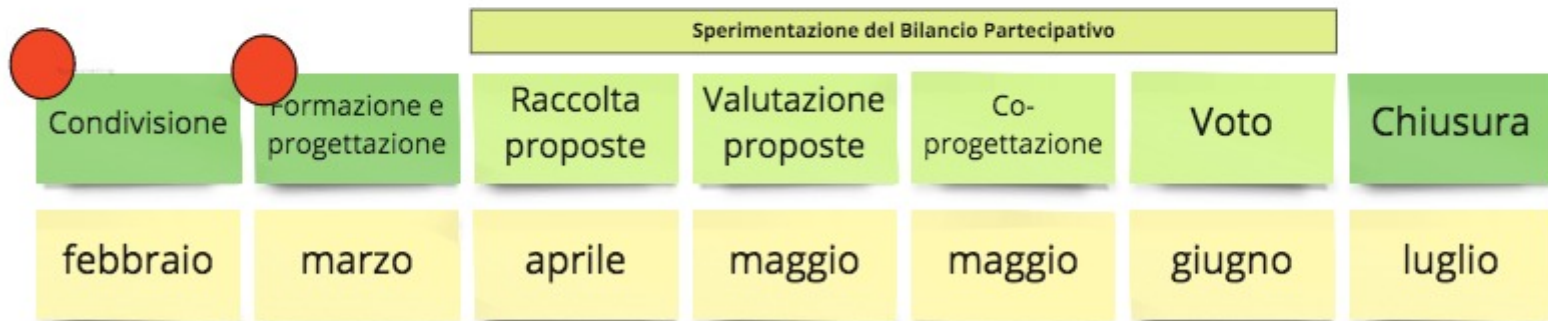 Sperimentazione del Bilancio Partecipativo
Condivisione
Formazione e
progettazione
Raccolta
proposte
Valutazione
proposte
Co-
progettazione
Voto
Chiusura
febbraio
marzo
aprile
maggio
maggio
giugno
luglio